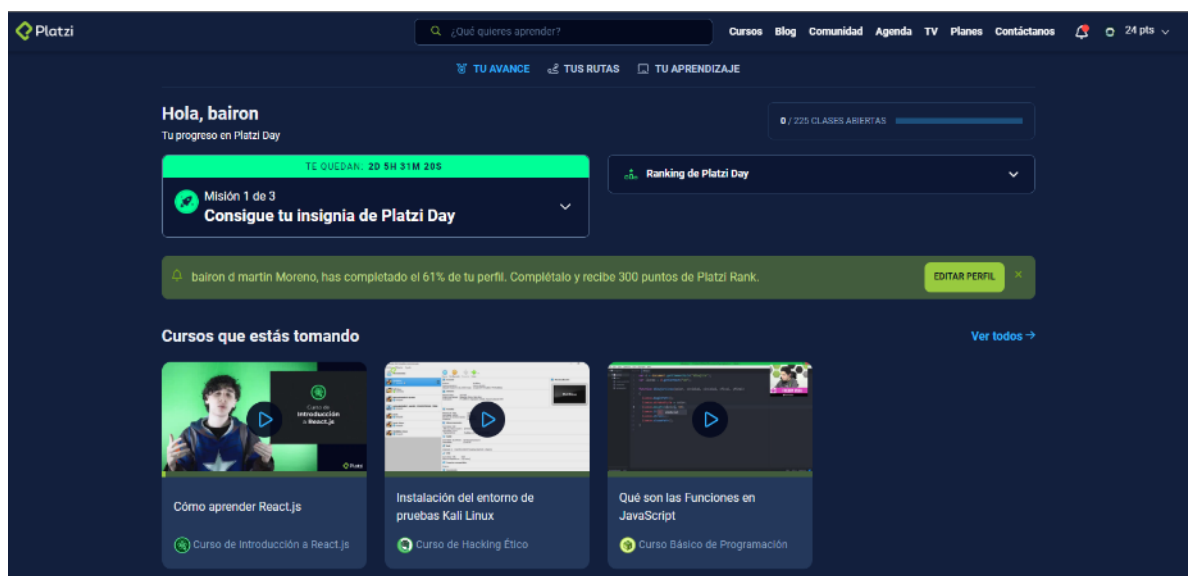 Platzi
¿Qué quieres aprender?
Cursos Blog Comunidad Agenda TV Planes Contáctanos 24 pts
TU AVANCE TUS RUTAS TU APRENDIZAJE
Hola, bairon
Tu progreso en Platzi Day
0 / 225 CLASES ABIERTAS
TE QUEDAN: 2D 5H 31M 20S
Misión 1 de 3
Consigue tu insignia de Platzi Day
Ranking de Platzi Day
bairon d martin Moreno, has completado el 61% de tu perfil. Complétalo y recibe 300 puntos de Platzi Rank.
EDITAR PERFIL
Cursos que estás tomando
Ver todos
Curso de
Introducción
a React.js
Platzi
Cómo aprender React.js
Curso de Introducción a React.js
Instalación del entorno de
pruebas Kali Linux
Curso de Hacking Ético
Qué son las Funciones en
JavaScript
Curso Básico de Programación